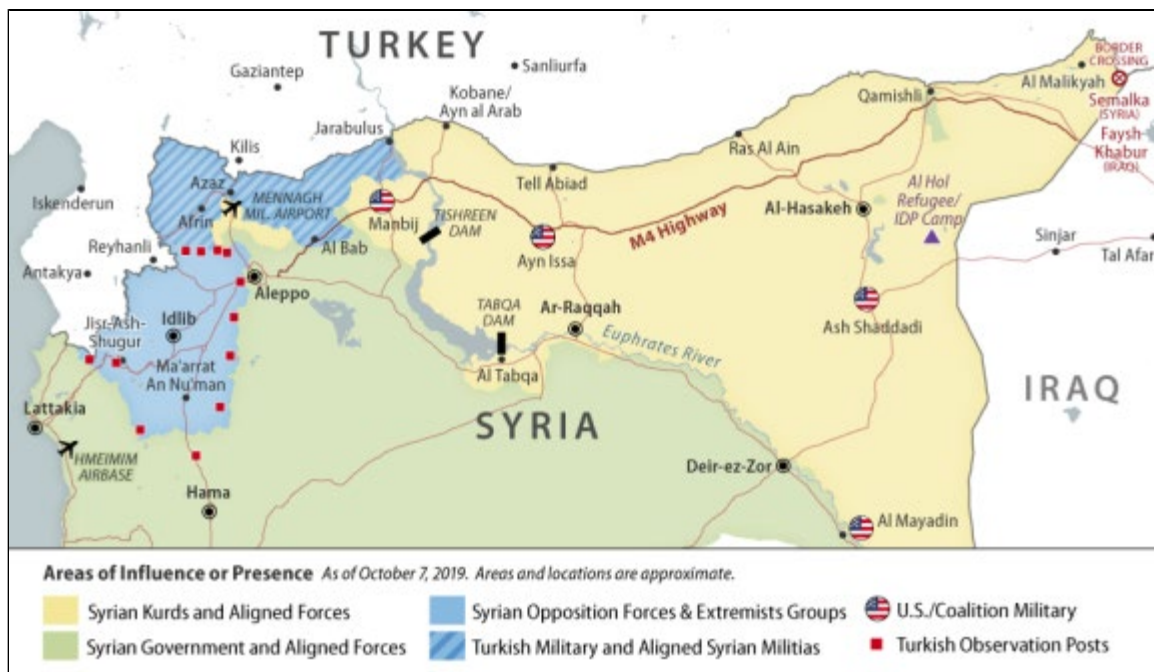 TURKEY
Gaziantep
Sanliurfa
Kobane/
Ayn al Arab
Jarabulus
Kilis
BORDER
CROSSING
Al Malikyah
Qamishli
Semalka
(SYRIA)
Faysh-
Khabur
(IRAQ)
Ras Al Ain
Tell Abiad
Azaz
MENNAGH
MIL. AIRPORT
Iskenderun
Afrin
Manbij
TISHREEN
DAM
Al Hol
Refugee/
IDP Camp
Al-Hasakeh
M4 Highway
Reyhanli
Al Bab
Ayn Issa
Sinjar
Tal Afar
Antakya
Aleppo
TABQA
DAM
Ar-Raqqah
Euphrates River
Ash Shaddadi
Idlib
Jisr-Ash-
Shugur
Ma'arrat
An Nu'man
Al Tabqa
IRAQ
Lattakia
SYRIA
HMEIMIM
AIRBASE
Deir-ez-Zor
Hama
Al Mayadin
Areas of Influence or Presence As of October 7, 2019. Areas and locations are approximate.
Syrian Kurds and Aligned Forces
Syrian Opposition Forces & Extremists Groups
U.S./Coalition Military
Syrian Government and Aligned Forces
Turkish Military and Aligned Syrian Militias
Turkish Observation Posts